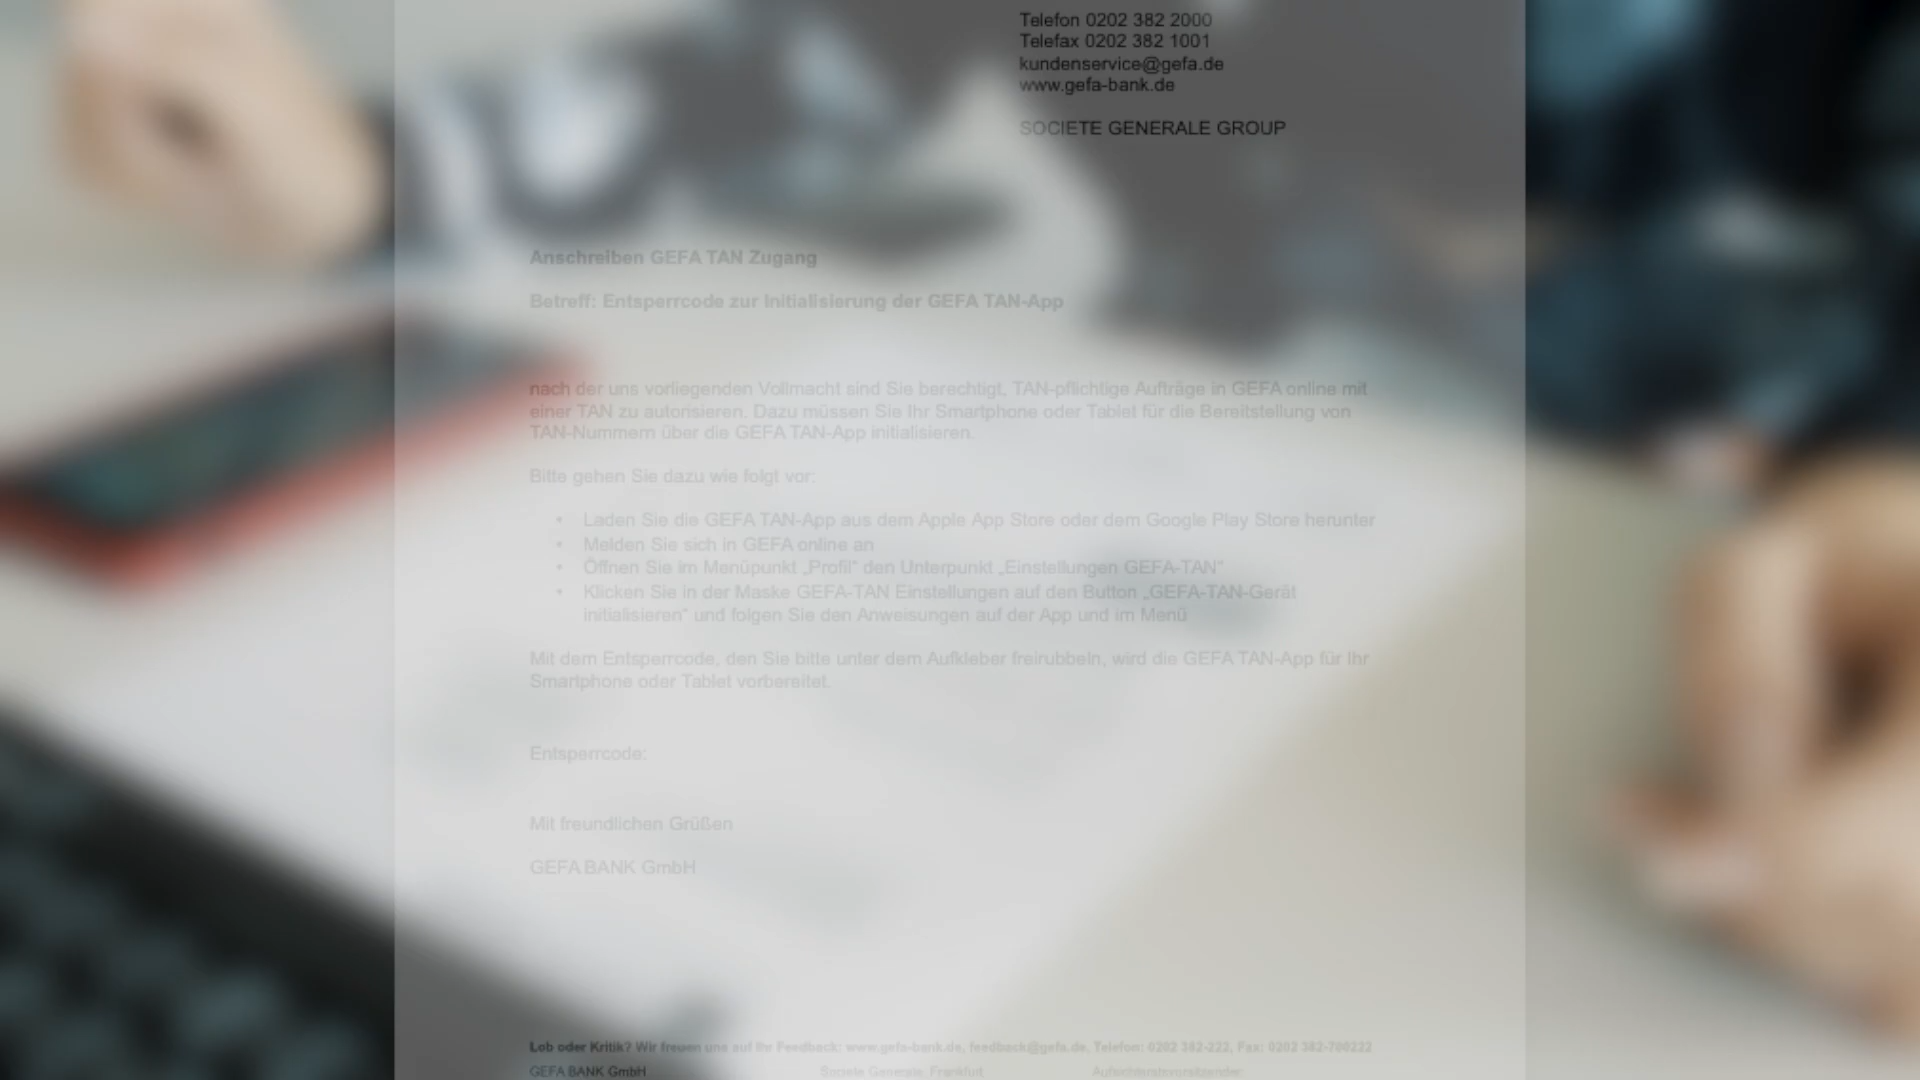 Telefon 0202 382 2000
Telefax 0202 382 1001
kundenservice@gefa.de
www.gefa-bank.de
SOCIETE GENERALE GROUP
Anschreiben GEFA TAN Zugang
Betreff: Entsperrcode zur Initialisierung der GEFA TAN-App
nach der uns vorliegenden Vollmacht sind Sie berechtigt, TAN-pflichtige Aufträge in GEFA online mit
einer TAN zu autorisieren. Dazu müssen Sie Ihr Smartphone oder Tablet für die Bereitstellung von
TAN-Nummern über die GEFA TAN-App initialisieren.
Bitte gehen Sie dazu wie folgt vor:
• Laden Sie die GEFA TAN-App aus dem Apple App Store oder dem Google Play Store herunter
• Melden Sie sich in GEFA online an
• Öffnen Sie im Menüpunkt „Profil“ den Unterpunkt „Einstellungen GEFA-TAN“
• Klicken Sie in der Maske GEFA-TAN Einstellungen auf den Button „GEFA-TAN-Gerät
initialisieren“ und folgen Sie den Anweisungen auf der App und im Menü
Mit dem Entsperrcode, den Sie bitte unter dem Aufkleber freirubbeln, wird die GEFA TAN-App für Ihr
Smartphone oder Tablet vorbereitet.
Entsperrcode:
Mit freundlichen Grüßen
GEFA BANK GmbH
Lob oder Kritik? Wir freuen uns auf Ihr Feedback: www.gefa-bank.de, feedback@gefa.de, Telefon: 0202 382-222, Fax: 0202 382-700222
GEFA BANK GmbH Societe Generale, Frankfurt Aufsichtsratsvorsitzender: